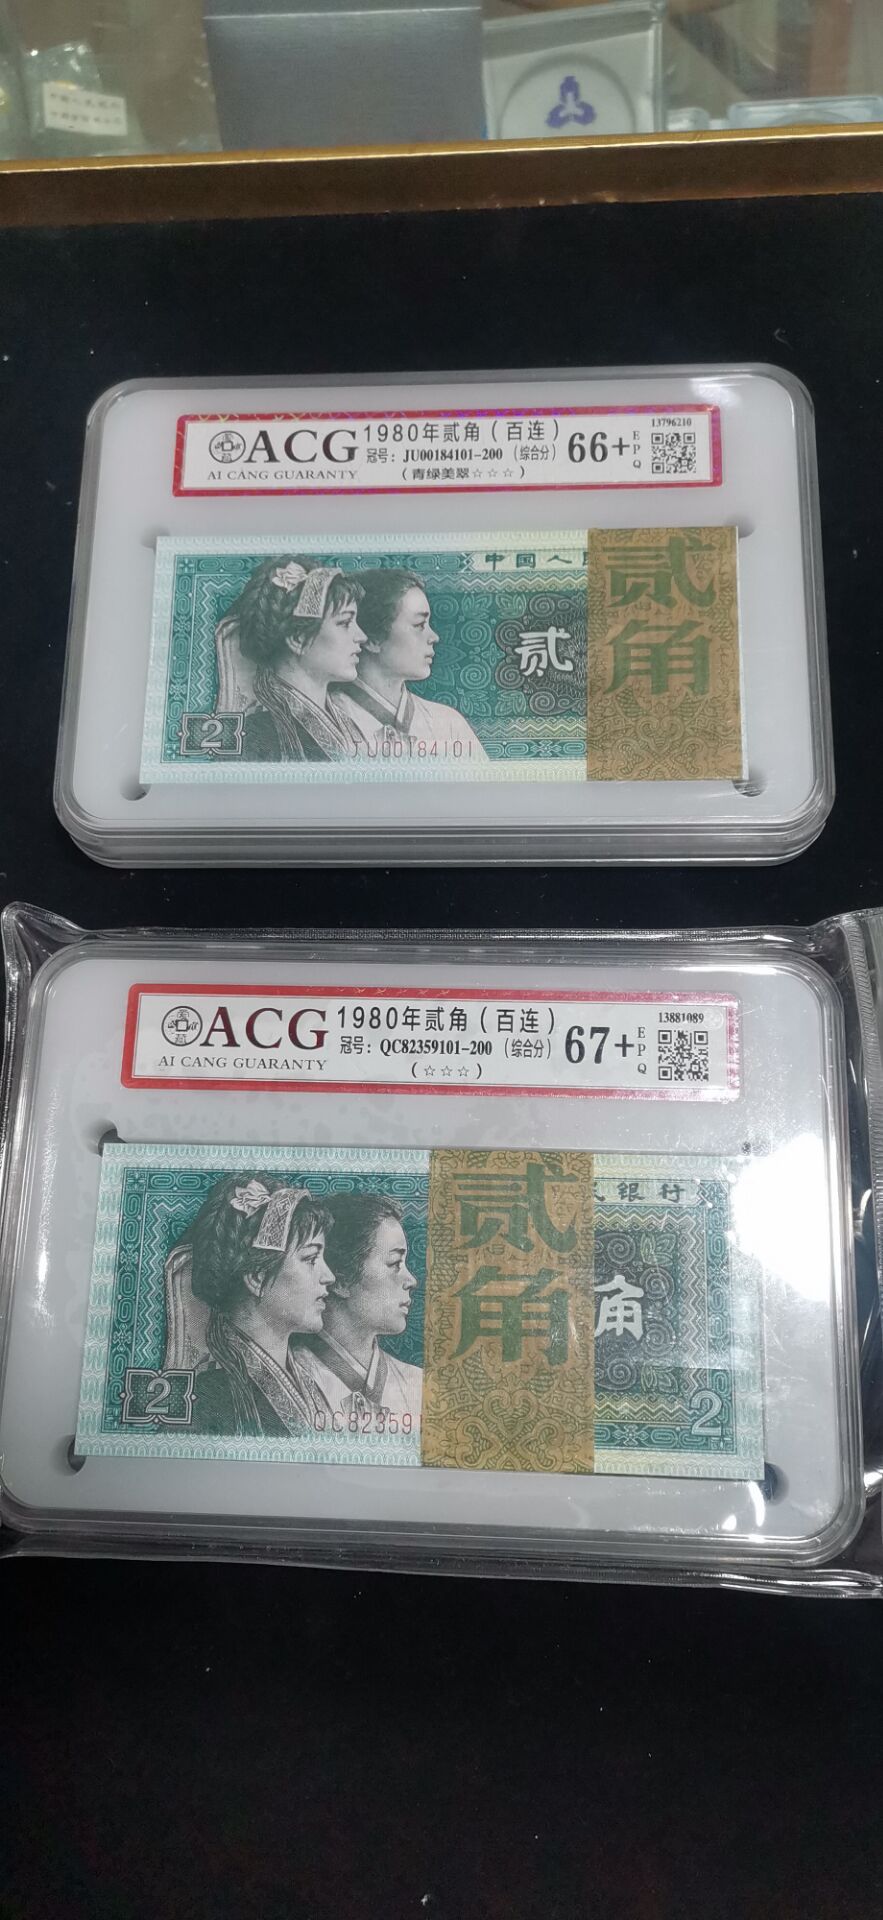 ACG
AI CANG GUARANTY
1980年贰角（百连）
冠号：JU00184101-200（综合分）
（青绿美翠☆☆☆）
66+
EPQ
13796210
中国人民
贰
贰角
2
JU00184101
ACG
AI CANG GUARANTY
1980年贰角（百连）
冠号：QC82359101-200（综合分）
（☆☆☆）
67+
EPQ
13881089
银行
贰角
角
2
QC823591
2